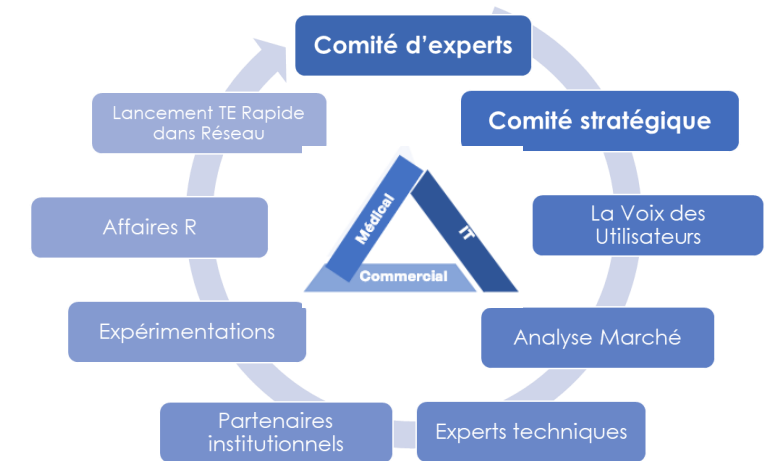 Comité d'experts
Comité stratégique
La Voix des
Utilisateurs
Analyse Marché
Experts techniques
Partenaires
institutionnels
Expérimentations
Affaires R
Lancement TE Rapide
dans Réseau
Médical
IT
Commercial